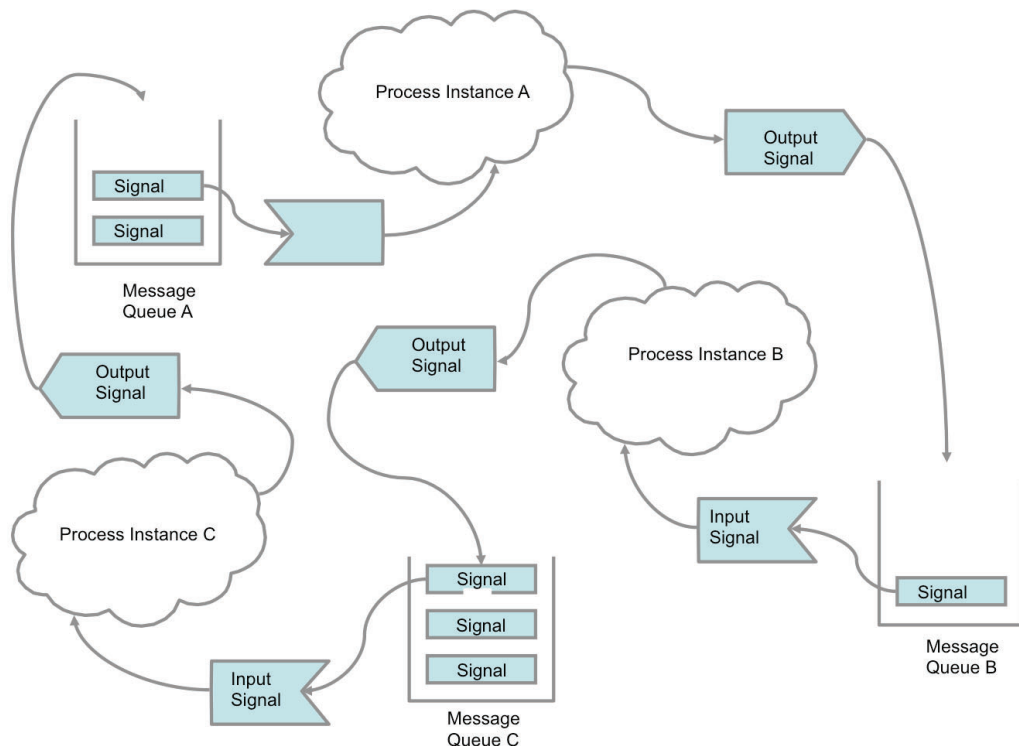 Process Instance A
Output
Signal
Signal
Signal
Message
Queue A
Output
Signal
Process Instance B
Output
Signal
Process Instance C
Input
Signal
Signal
Signal
Signal
Signal
Input
Signal
Message
Queue B
Message
Queue C